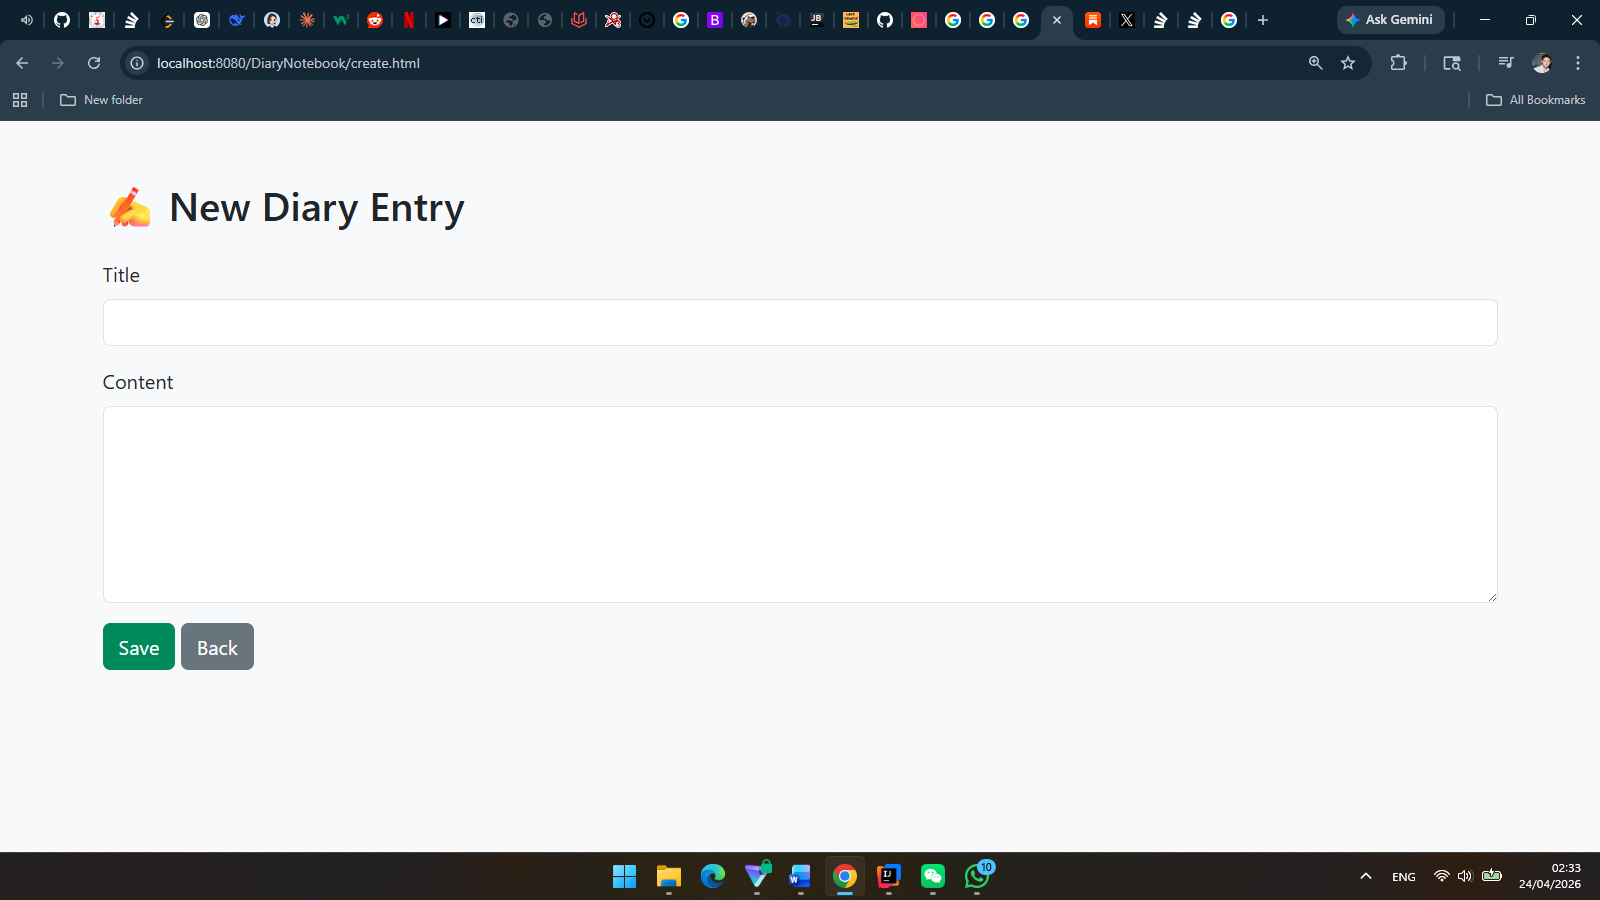 Ask Gemini
localhost:8080/DiaryNotebook/create.html
New folder
All Bookmarks
✍️ New Diary Entry
Title
Content
Save
Back
10
ENG
02:33
24/04/2026